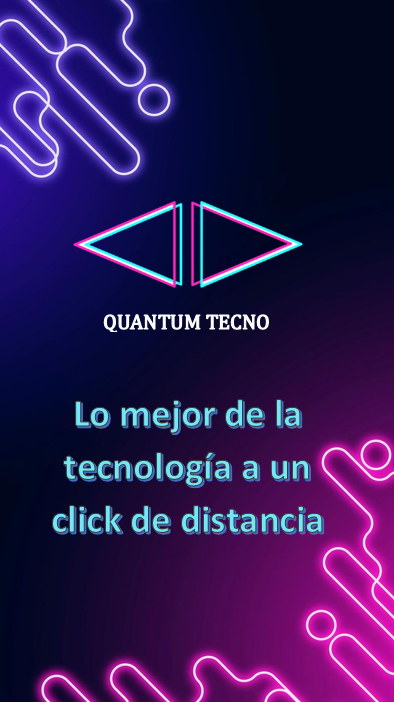 QUANTUM TECNO
Lo mejor de la
tecnología a un
click de distancia